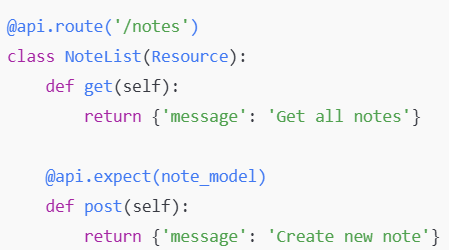 @api.route('/notes')
class NoteList(Resource):
    def get(self):
        return {'message': 'Get all notes'}

    @api.expect(note_model)
    def post(self):
        return {'message': 'Create new note'}